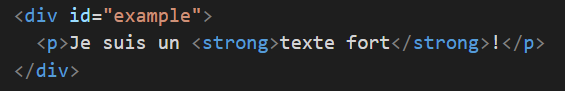 <div id="example">
  <p>Je suis un <strong>texte fort</strong>!</p>
</div>